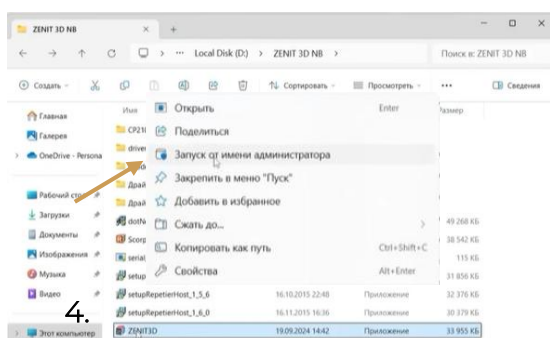 ZENIT 3D NB
Local Disk (D:) > ZENIT 3D NB >
Поиск в: ZENIT 3D NB
Создать
Сортировать
Просмотреть
Сведения
Главная
Имя
Открыть
Enter
Размер
Галерея
CP210
Поделиться
OneDrive - Persona
driver
Запуск от имени администратора
Закрепить в меню "Пуск"
Рабочий сто
Драй
Добавить в избранное
Загрузки
dotNe
Сжать до...
49 268 КБ
Документы
Scorp
38 542 КБ
Изображения
serial
Копировать как путь
Ctrl+Shift+C
115 КБ
Музыка
setup
Свойства
Alt+Enter
31 856 КБ
Видео
setupRepetierHost_1_5_6
16.10.2015 22:48
Приложение
32 376 КБ
4.
setupRepetierHost_1_6_0
16.11.2015 16:36
Приложение
30 379 КБ
Этот компьютер
ZENIT3D
19.09.2024 14:42
Приложение
33 955 КБ